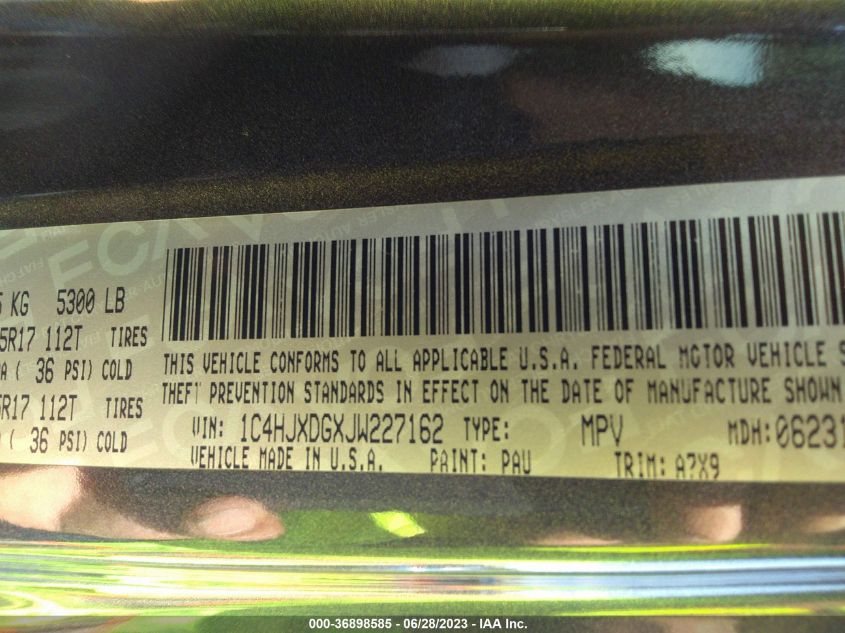 5 KG 5300 LB
5R17 112T TIRES
A ( 36 PSI) COLD
5R17 112T TIRES
A ( 36 PSI) COLD
THIS VEHICLE CONFORMS TO ALL APPLICABLE U.S.A. FEDERAL MOTOR VEHICLE S
THEFT PREVENTION STANDARDS IN EFFECT ON THE DATE OF MANUFACTURE SHOWN
VIN: 1C4HJXDGXJW227162 TYPE: MPV MDH: 06231
VEHICLE MADE IN U.S.A. PAINT: PAU TRIM: A7X9
000-36898585 - 06/28/2023 - IAA Inc.